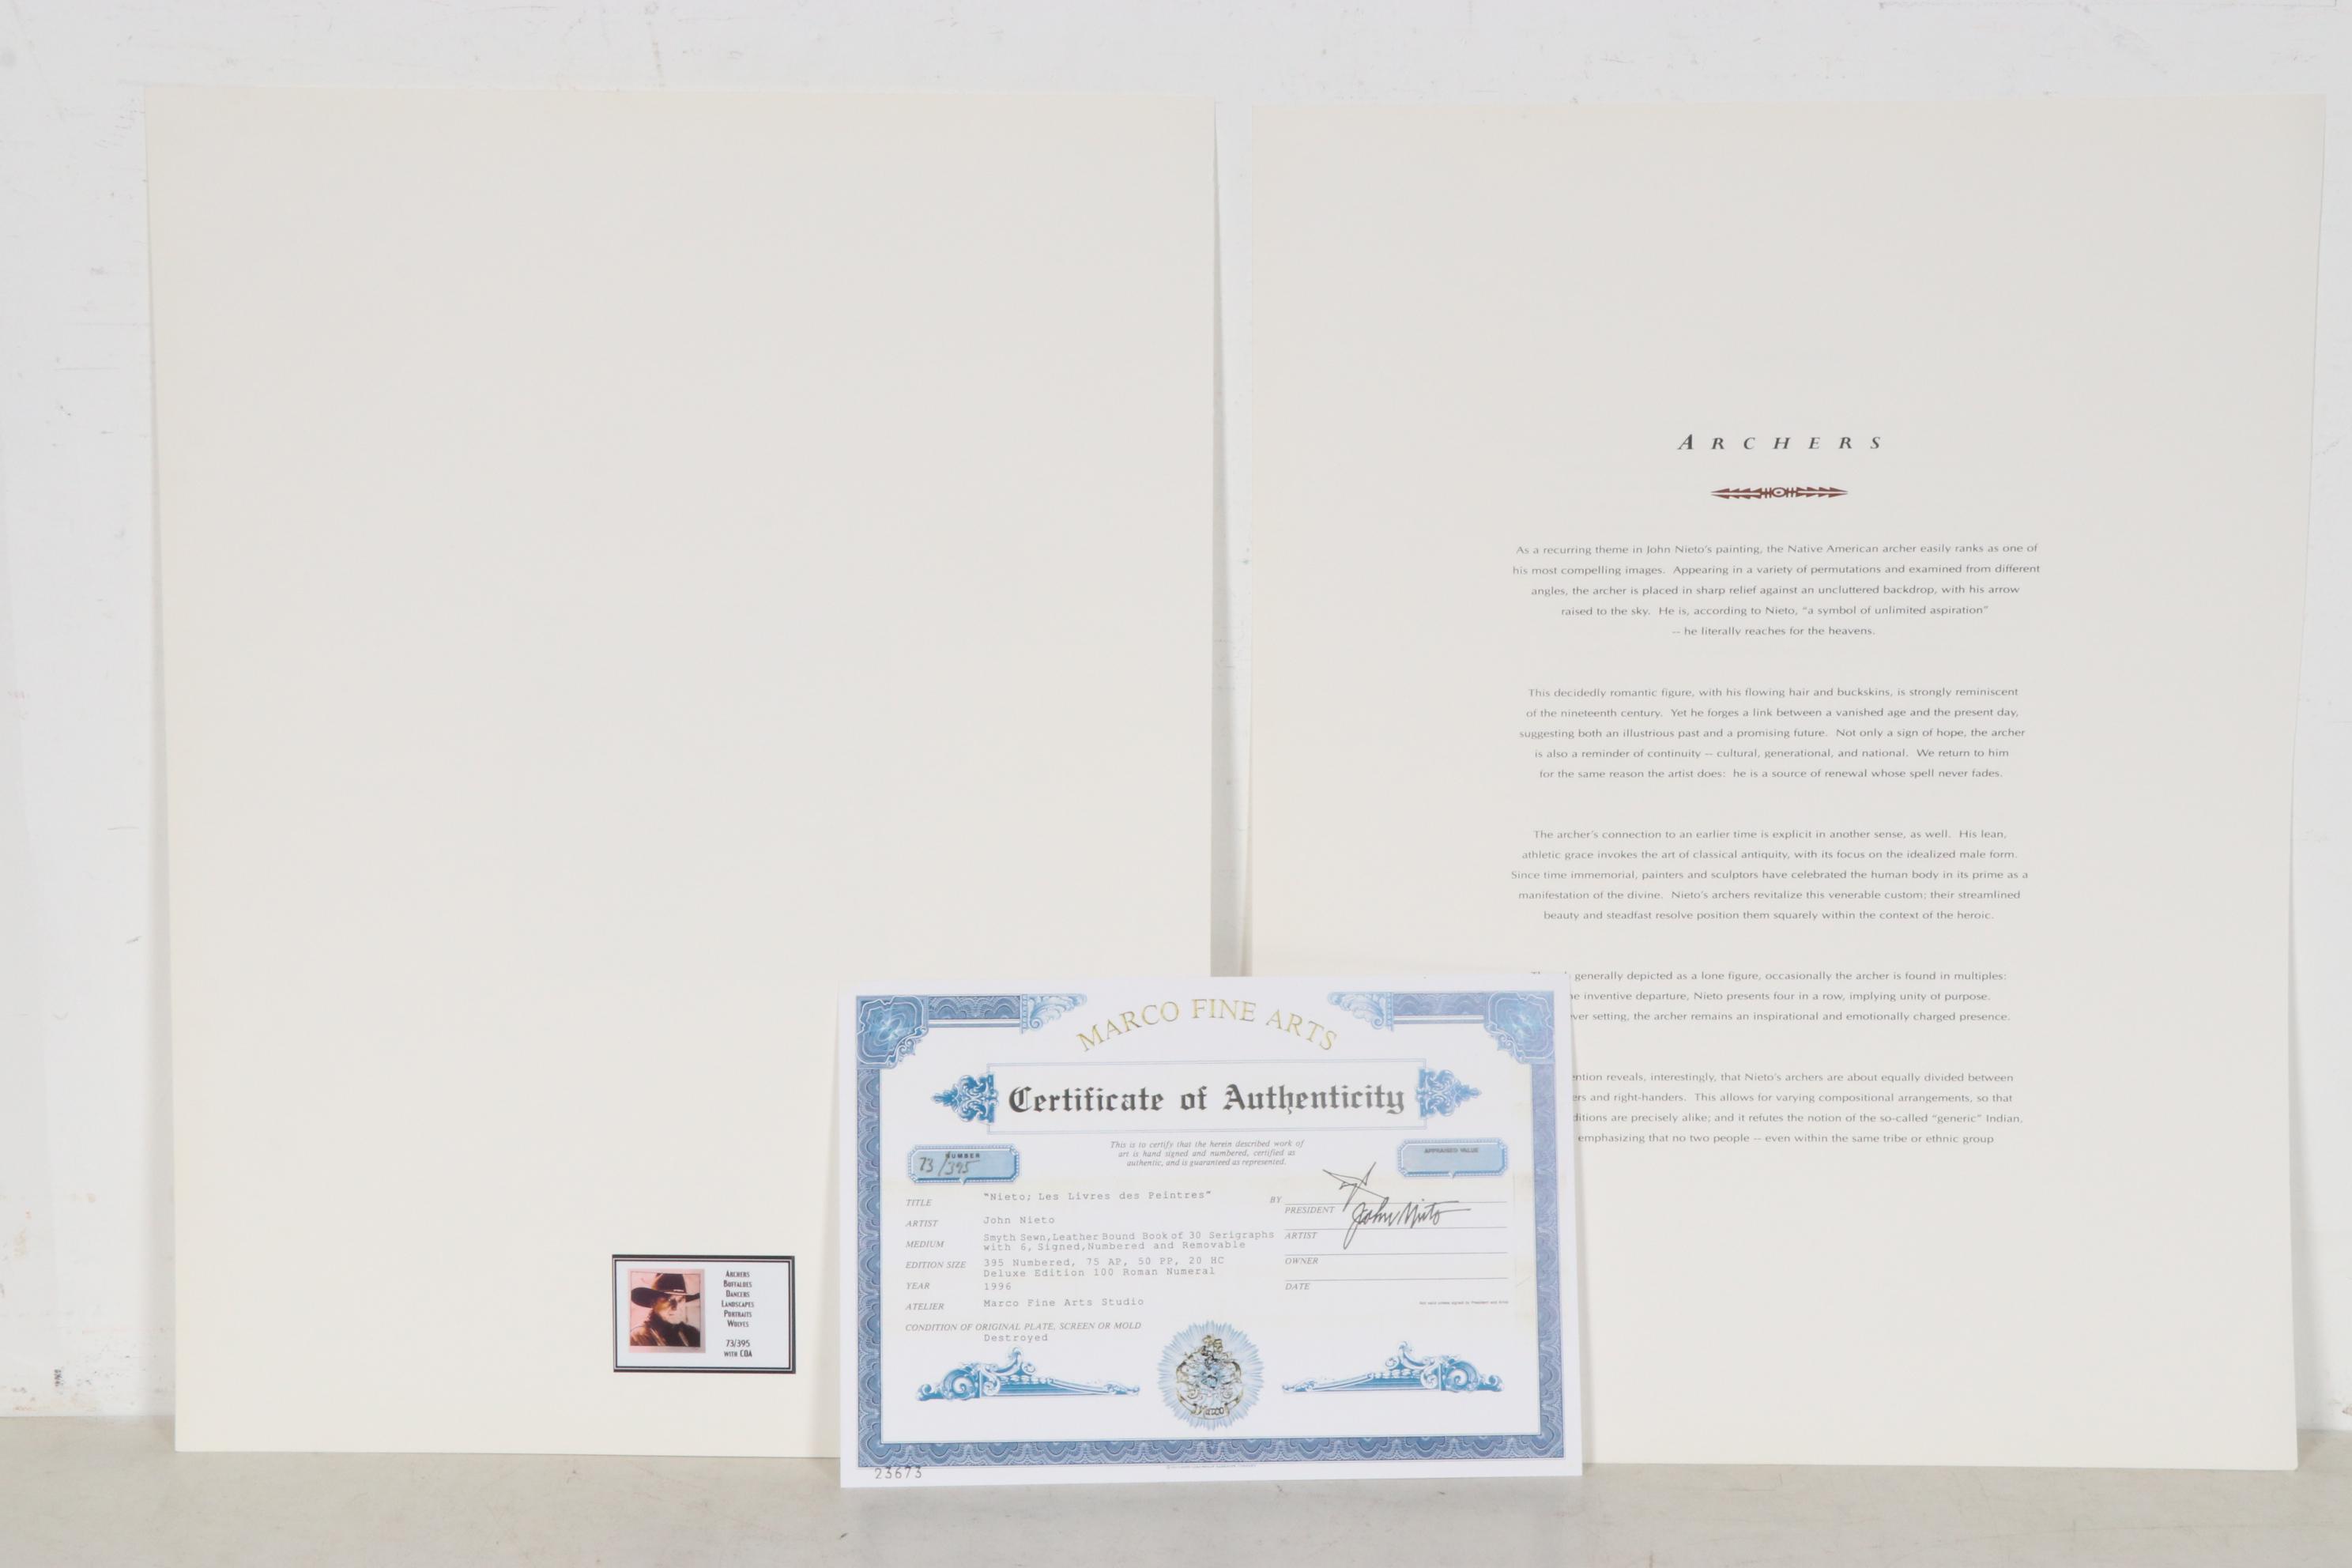 ARCHERS
As a recurring theme in John Nieto's painting, the Native American archer easily ranks as one of
his most compelling images. Appearing in a variety of permutations and examined from different
angles, the archer is placed in sharp relief against an uncluttered backdrop, with his arrow
raised to the sky. He is, according to Nieto, "a symbol of unlimited aspiration"
-- he literally reaches for the heavens.
This decidedly romantic figure, with his flowing hair and buckskins, is strongly reminiscent
of the nineteenth century. Yet he forges a link between a vanished age and the present day,
suggesting both an illustrious past and a promising future. Not only a sign of hope, the archer
is also a reminder of continuity -- cultural, generational, and national. We return to him
for the same reason the artist does: he is a source of renewal whose spell never fades.
The archer's connection to an earlier time is explicit in another sense, as well. His lean,
athletic grace invokes the art of classical antiquity, with its focus on the idealized male form.
Since time immemorial, painters and sculptors have celebrated the human body in its prime as a
manifestation of the divine. Nieto's archers revitalize this venerable custom; their streamlined
beauty and steadfast resolve position them squarely within the context of the heroic.
generally depicted as a lone figure, occasionally the archer is found in multiples:
inventive departure, Nieto presents four in a row, implying unity of purpose.
setting, the archer remains an inspirational and emotionally charged presence.
reveals, interestingly, that Nieto's archers are about equally divided between
and right-handers. This allows for varying compositional arrangements, so that
are precisely alike; and it refutes the notion of the so-called "generic" Indian,
emphasizing that no two people -- even within the same tribe or ethnic group
MARCO FINE ARTS
Certificate of Authenticity
This is to certify that the herein described work of
art is hand signed and numbered, certified as
authentic, and is guaranteed as represented.
NUMBER
73/395
APPRAISED VALUE
TITLE "Nieto; Les Livres des Peintres"
ARTIST John Nieto
MEDIUM Smyth Sewn, Leather Bound Book of 30 Serigraphs
with 6, Signed, Numbered and Removable
EDITION SIZE 395 Numbered, 75 AP, 50 PP, 20 HC
Deluxe Edition 100 Roman Numeral
YEAR 1996
ATELIER Marco Fine Arts Studio
CONDITION OF ORIGINAL PLATE, SCREEN OR MOLD
Destroyed
BY
PRESIDENT
John Nieto
ARTIST
OWNER
DATE
Marco
23673
ARCHERS
BUFFALOES
DANCERS
LANDSCAPES
PORTRAITS
WOLVES
73/395
WITH COA